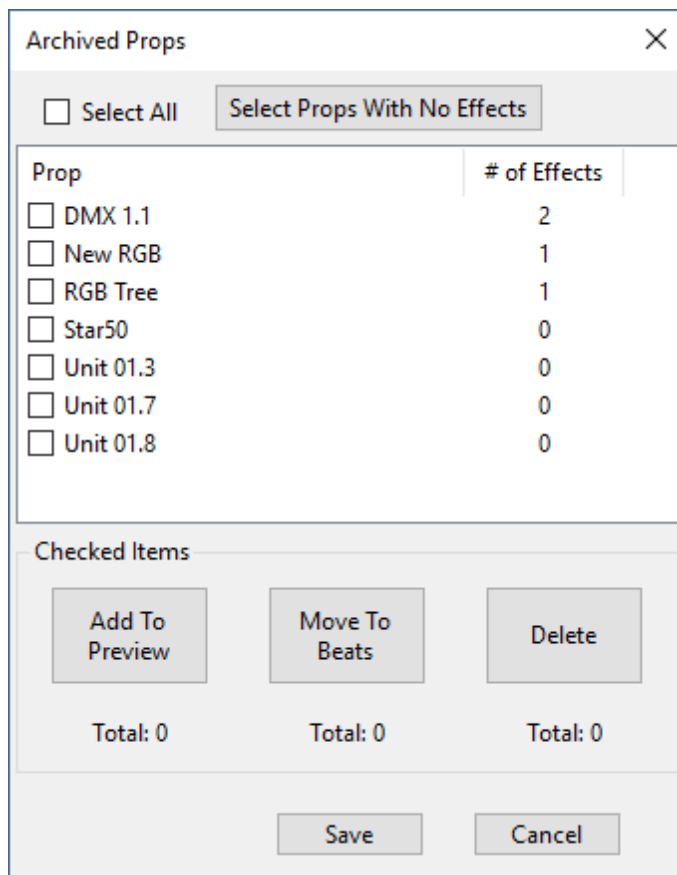 Archived Props
Select All Select Props With No Effects
Prop # of Effects
DMX 1.1 2
New RGB 1
RGB Tree 1
Star50 0
Unit 01.3 0
Unit 01.7 0
Unit 01.8 0
Checked Items
Add To Preview
Move To Beats
Delete
Total: 0 Total: 0 Total: 0
Save Cancel